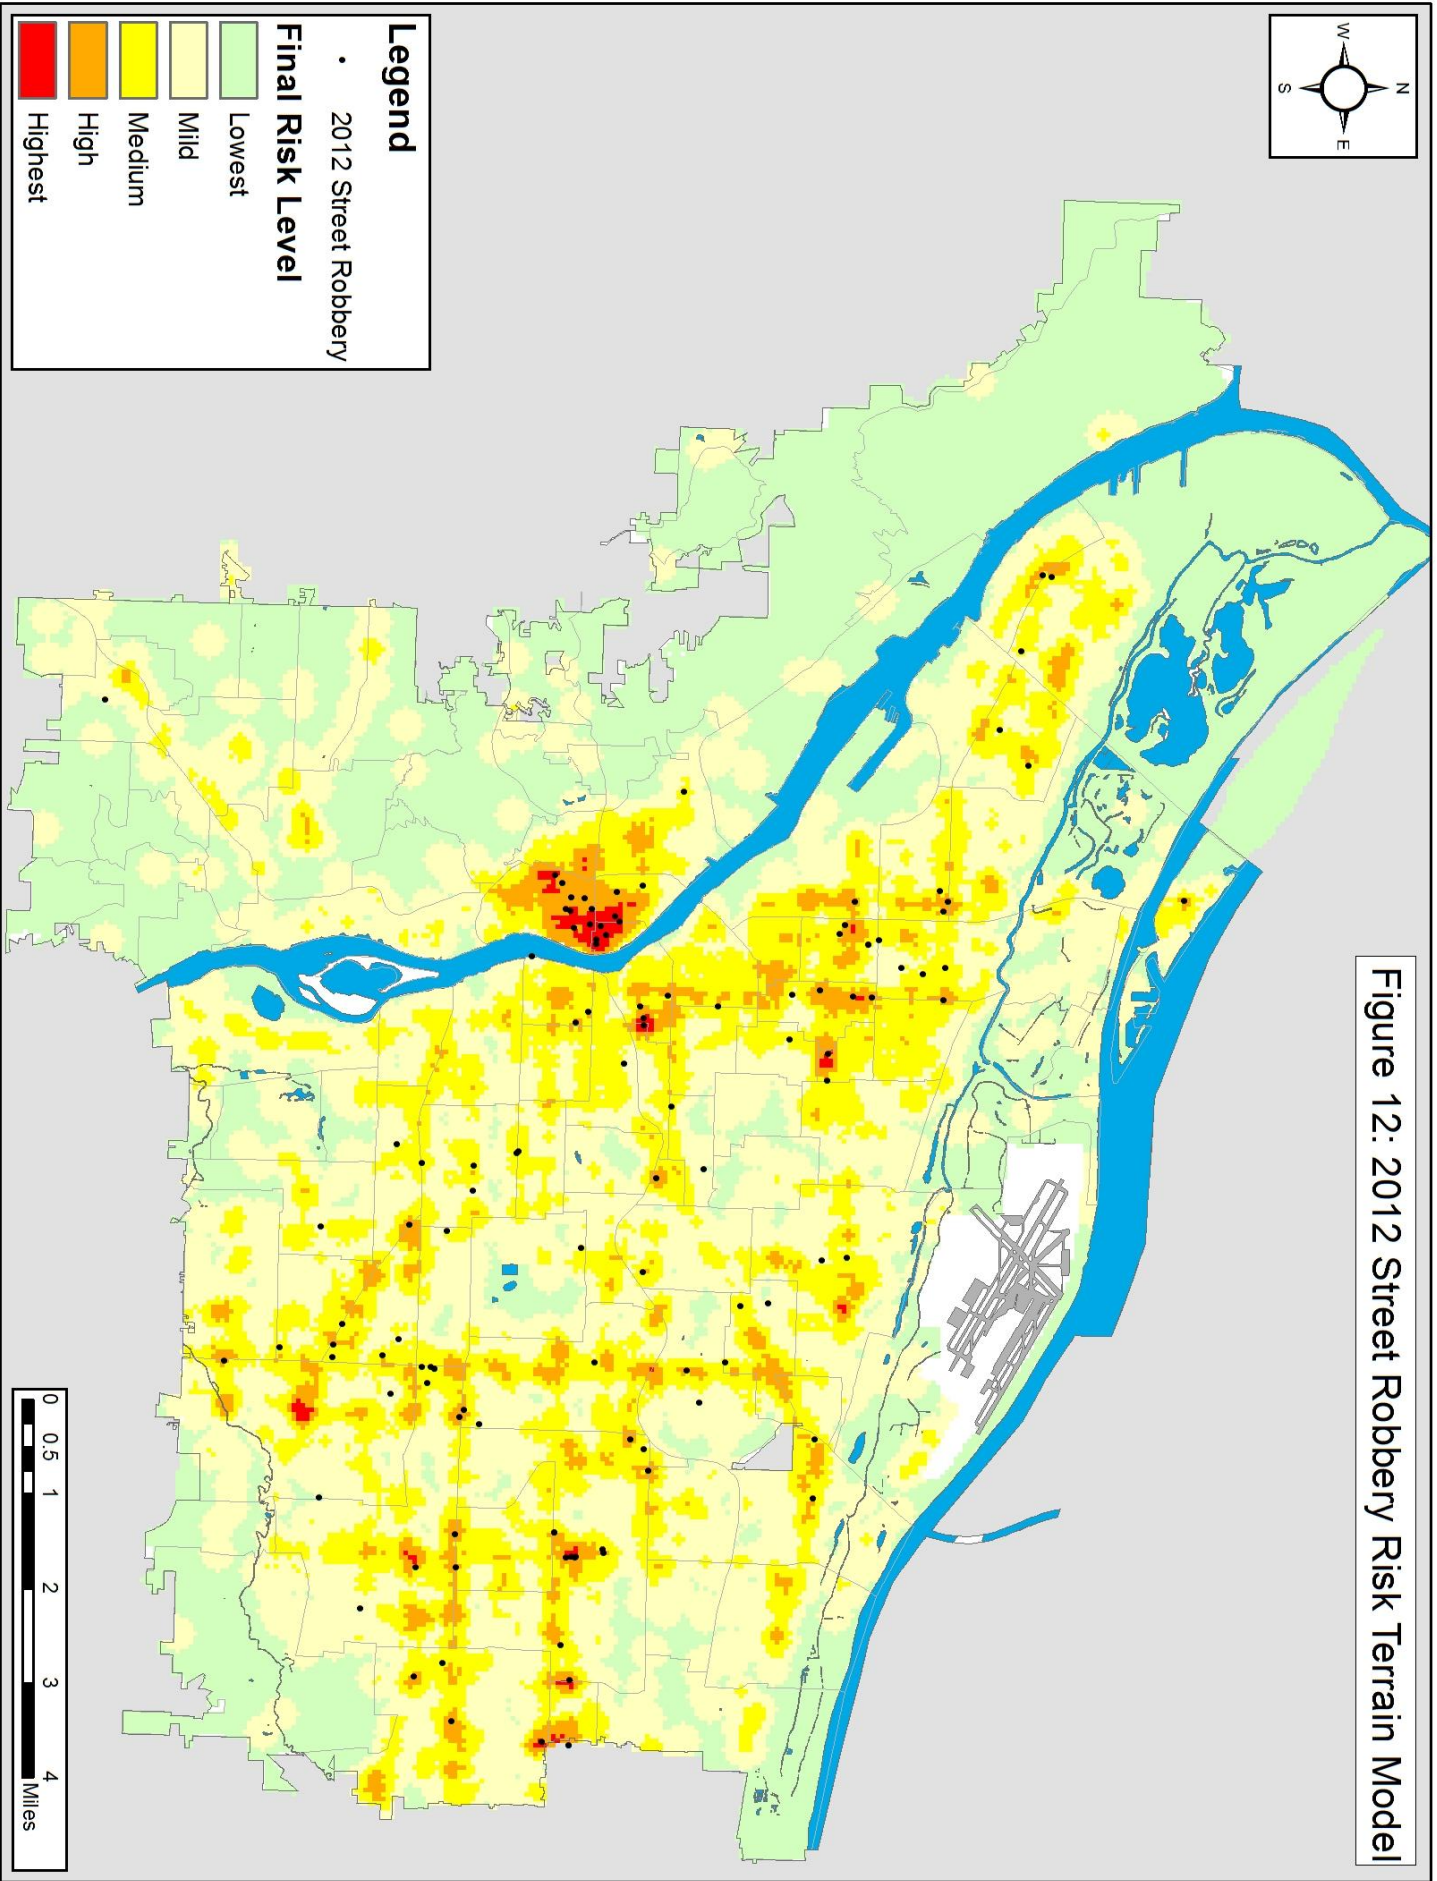 Figure 12: 2012 Street Robbery Risk Terrain Model
N
W
E
S
Legend
2012 Street Robbery
Final Risk Level
Lowest
Mild
Medium
High
Highest
0 0.5 1 2 3 4
Miles